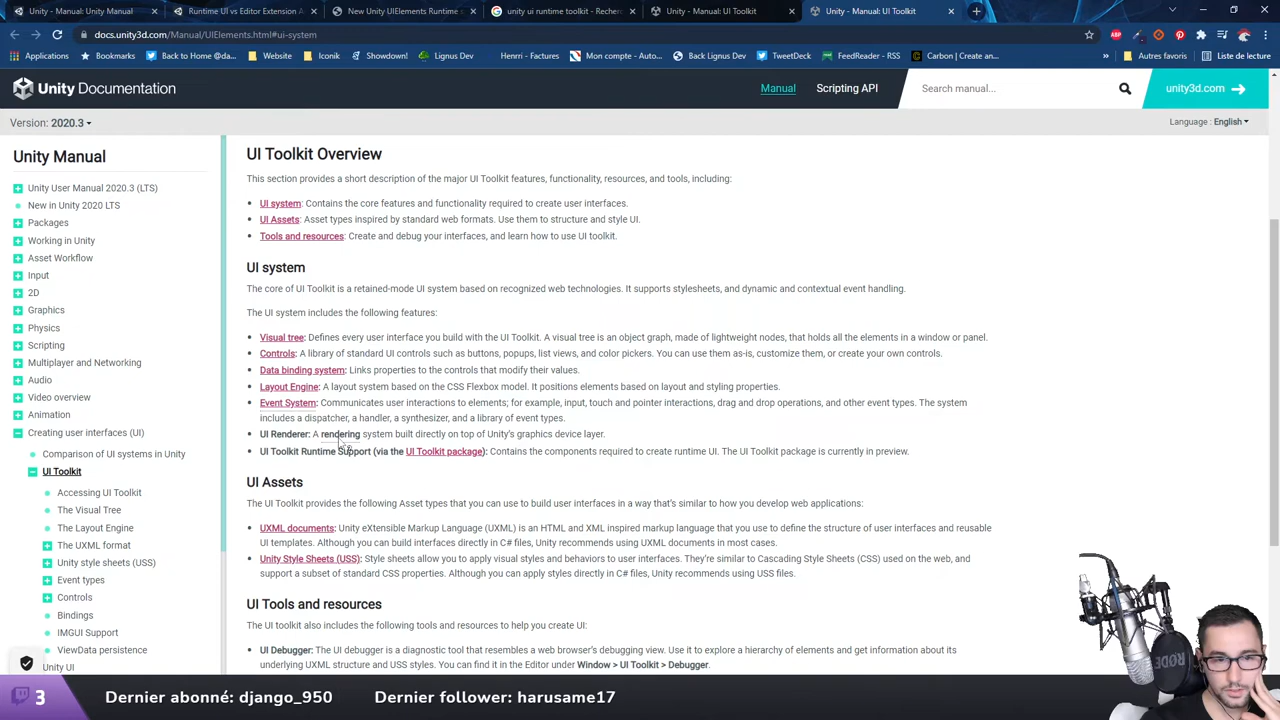 Unity - Manual: Unity Manual
Runtime UI vs Editor Extension A
New Unity UIElements Runtime
unity ui runtime toolkit - Recher
Unity - Manual: UI Toolkit
Unity - Manual: UI Toolkit
docs.unity3d.com/Manual/UIElements.html#ui-system
Applications
Bookmarks
Back to Home @da...
Website
Iconik
Showdown!
Lignus Dev
Henrri - Factures
Mon compte - Auto...
Back Lignus Dev
TweetDeck
FeedReader - RSS
Carbon | Create an...
Autres favoris
Liste de lecture
Unity Documentation
Manual
Scripting API
Search manual...
unity3d.com
Version: 2020.3
Language : English
Unity Manual
Unity User Manual 2020.3 (LTS)
New in Unity 2020 LTS
Packages
Working in Unity
Asset Workflow
Input
2D
Graphics
Physics
Scripting
Multiplayer and Networking
Audio
Video overview
Animation
Creating user interfaces (UI)
Comparison of UI systems in Unity
UI Toolkit
Accessing UI Toolkit
The Visual Tree
The Layout Engine
The UXML format
Unity style sheets (USS)
Event types
Controls
Bindings
IMGUI Support
ViewData persistence
Unity UI
UI Toolkit Overview
This section provides a short description of the major UI Toolkit features, functionality, resources, and tools, including:
UI system: Contains the core features and functionality required to create user interfaces.
UI Assets: Asset types inspired by standard web formats. Use them to structure and style UI.
Tools and resources: Create and debug your interfaces, and learn how to use UI toolkit.
UI system
The core of UI Toolkit is a retained-mode UI system based on recognized web technologies. It supports stylesheets, and dynamic and contextual event handling.
The UI system includes the following features:
Visual tree: Defines every user interface you build with the UI Toolkit. A visual tree is an object graph, made of lightweight nodes, that holds all the elements in a window or panel.
Controls: A library of standard UI controls such as buttons, popups, list views, and color pickers. You can use them as-is, customize them, or create your own controls.
Data binding system: Links properties to the controls that modify their values.
Layout Engine: A layout system based on the CSS Flexbox model. It positions elements based on layout and styling properties.
Event System: Communicates user interactions to elements; for example, input, touch and pointer interactions, drag and drop operations, and other event types. The system
includes a dispatcher, a handler, a synthesizer, and a library of event types.
UI Renderer: A rendering system built directly on top of Unity's graphics device layer.
UI Toolkit Runtime Support (via the UI Toolkit package): Contains the components required to create runtime UI. The UI Toolkit package is currently in preview.
UI Assets
The UI Toolkit provides the following Asset types that you can use to build user interfaces in a way that's similar to how you develop web applications:
UXML documents: Unity eXtensible Markup Language (UXML) is an HTML and XML inspired markup language that you use to define the structure of user interfaces and reusable
UI templates. Although you can build interfaces directly in C# files, Unity recommends using UXML documents in most cases.
Unity Style Sheets (USS): Style sheets allow you to apply visual styles and behaviors to user interfaces. They're similar to Cascading Style Sheets (CSS) used on the web, and
support a subset of standard CSS properties. Although you can apply styles directly in C# files, Unity recommends using USS files.
UI Tools and resources
The UI toolkit also includes the following tools and resources to help you create UI:
UI Debugger: The UI debugger is a diagnostic tool that resembles a web browser's debugging view. Use it to explore a hierarchy of elements and get information about its
underlying UXML structure and USS styles. You can find it in the Editor under Window > UI Toolkit > Debugger.
RODE
3
Dernier abonné: django_950
Dernier follower: harusame17